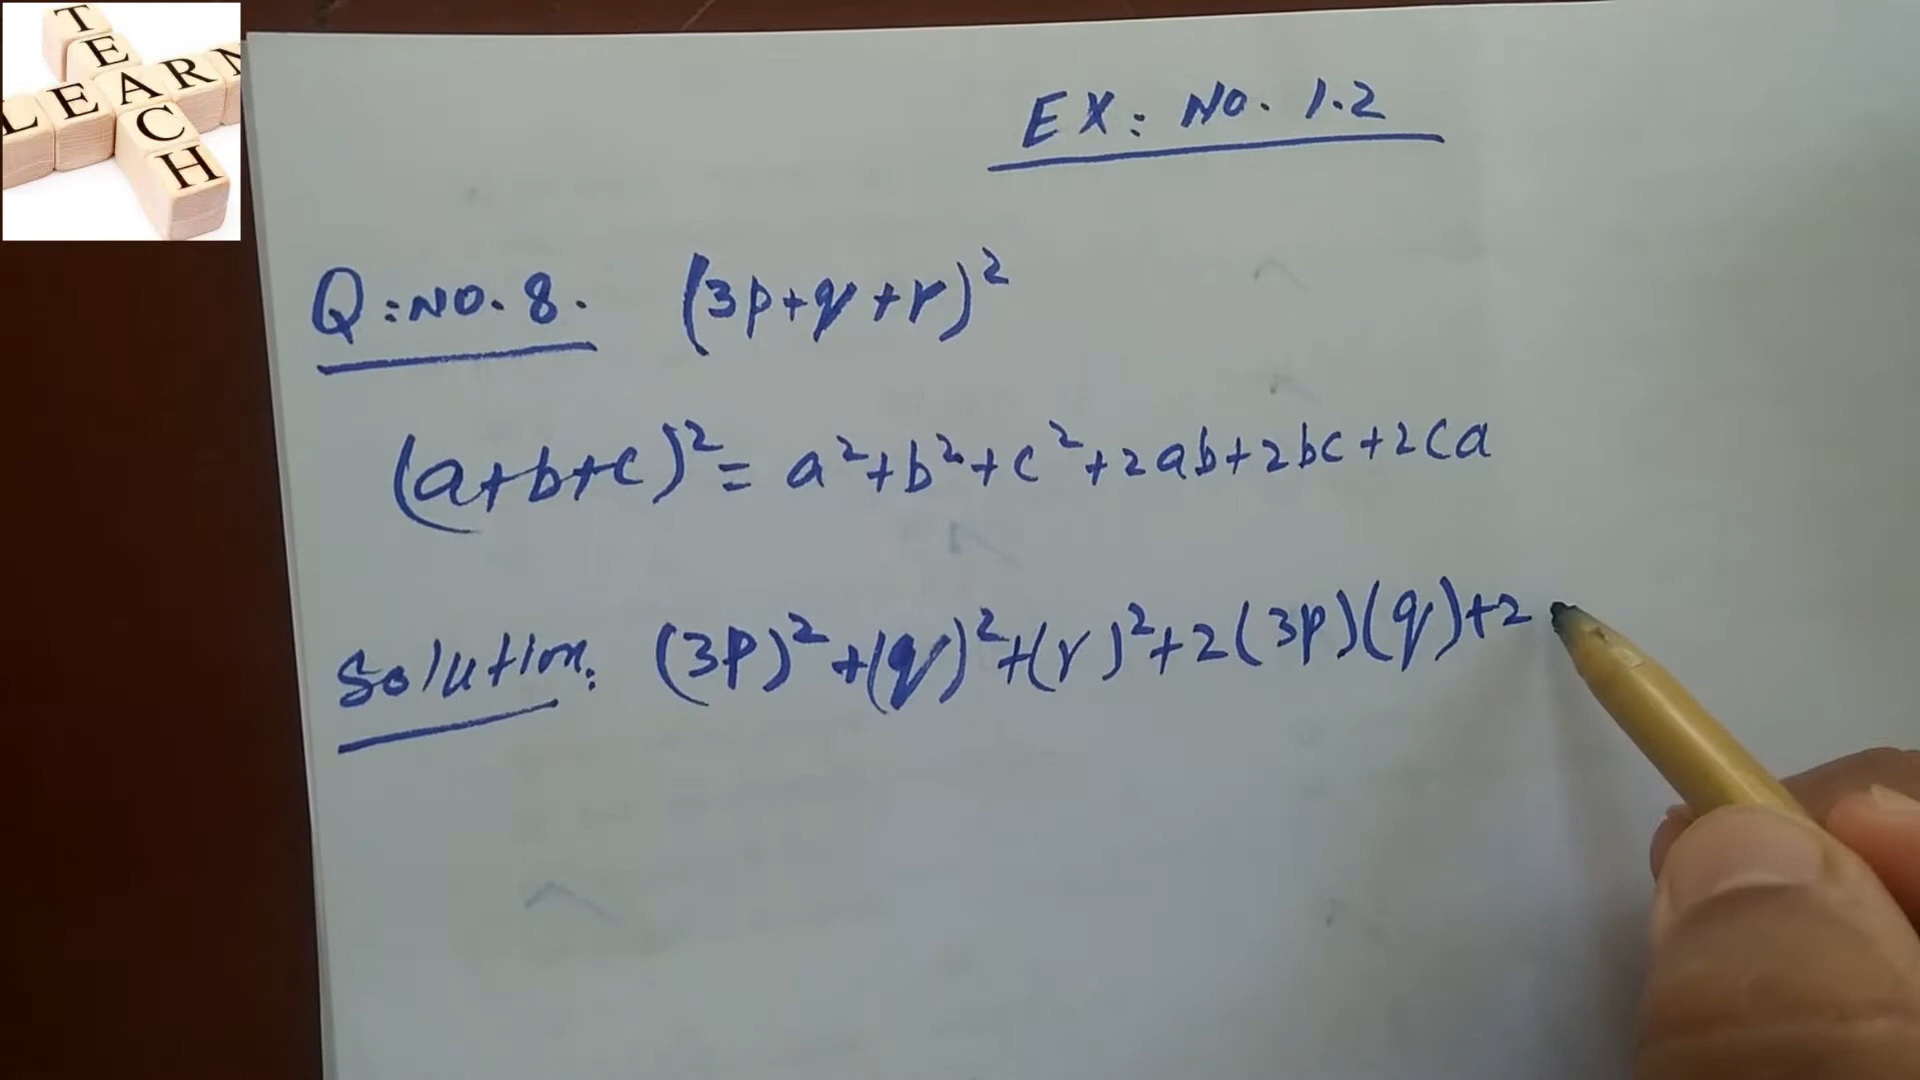 TEACH
LEARN
EX: NO. 1.2
Q:NO.8. (3p+q+r)²
(a+b+c)²= a²+b²+c²+2ab+2bc+2ca
Solution: (3p)²+(q)²+(r)²+2(3p)(q)+2